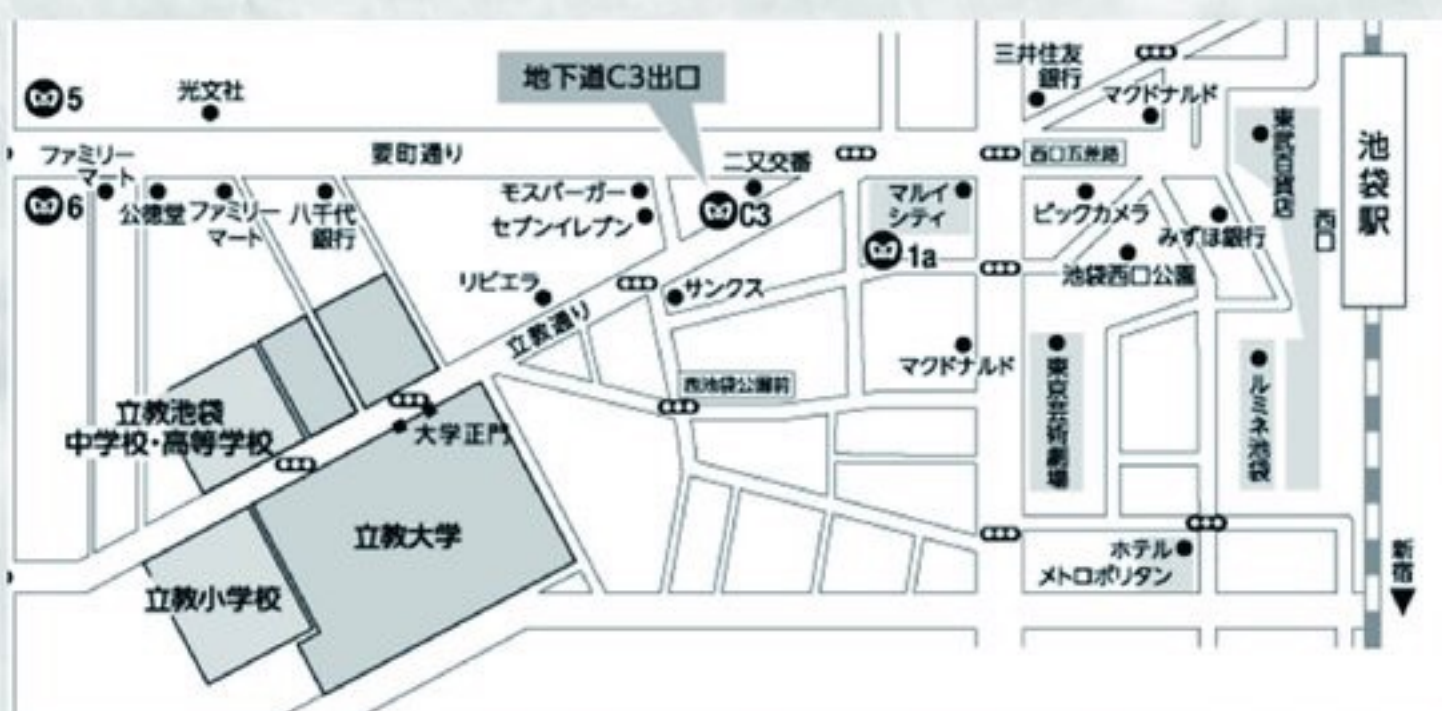 5
光文社
地下道C3出口
三井住友
銀行
マクドナルド
東武百貨店
池袋駅
ファミリー
マート
要町通り
二又交番
西口五差路
6
公徳堂
ファミリー
マート
八千代
銀行
モスバーガー
セブンイレブン
C3
マルイ
シティ
1a
ビックカメラ
みずほ銀行
西口
池袋西口公園
リビエラ
サンクス
立教通り
マクドナルド
東京芸術劇場
ルミネ池袋
西池袋公園前
立教池袋
中学校・高等学校
大学正門
立教大学
立教小学校
ホテル
メトロポリタン
新宿